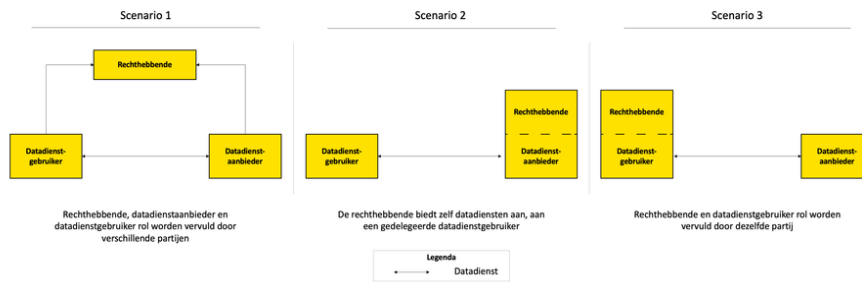 Scenario 1
Scenario 2
Scenario 3
Rechthebbende
Datadienst-
gebruiker
Datadienst-
aanbieder
Datadienst-
gebruiker
Rechthebbende
Datadienst-
aanbieder
Rechthebbende
Datadienst-
gebruiker
Datadienst-
aanbieder
Rechthebbende, datadienstaanbieder en
datadienstgebruiker rol worden vervuld door
verschillende partijen
De rechthebbende biedt zelf datadiensten aan, aan
een gedelegeerde datadienstgebruiker
Rechthebbende en datadienstgebruiker rol worden
vervuld door dezelfde partij
Legenda
Datadienst